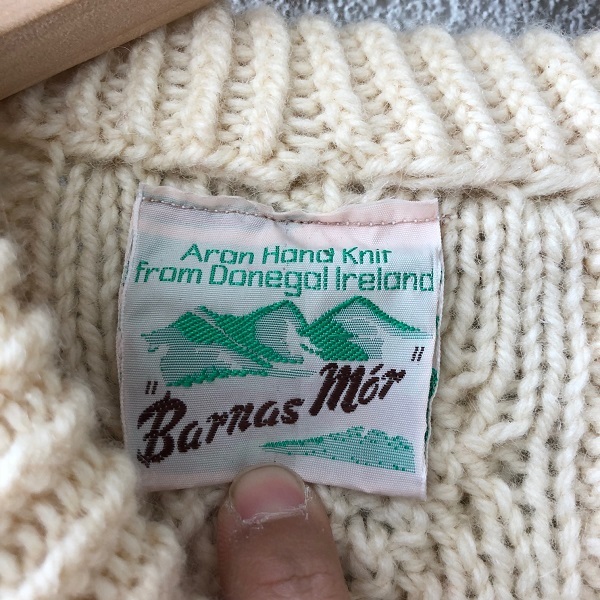 Aran Hand Knit
from Donegal Ireland
"Barnas Mór"